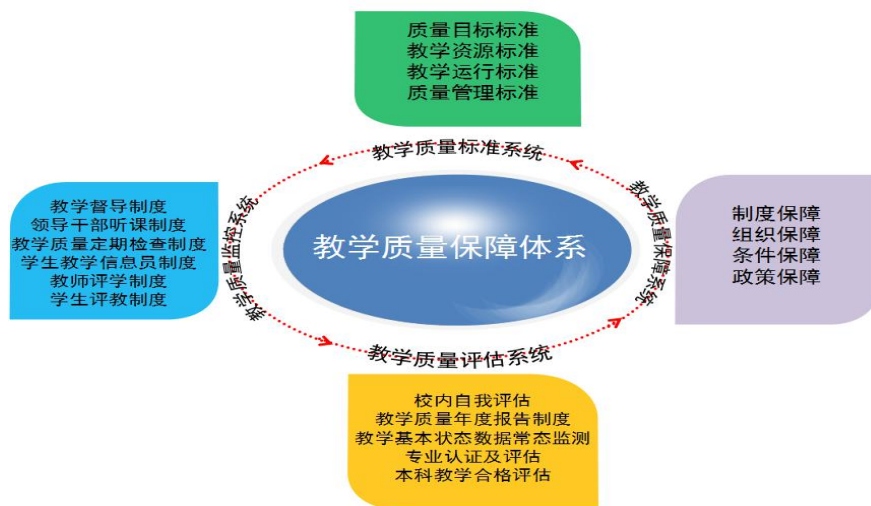 质量目标标准
教学资源标准
教学运行标准
质量管理标准
教学质量标准系统
教学督导制度
领导干部听课制度
教学质量定期检查制度
学生教学信息员制度
教师评学制度
学生评教制度
教学质量监控系统
教学质量保障体系
教学质量保障系统
制度保障
组织保障
条件保障
政策保障
教学质量评估系统
校内自我评估
教学质量年度报告制度
教学基本状态数据常态监测
专业认证及评估
本科教学合格评估